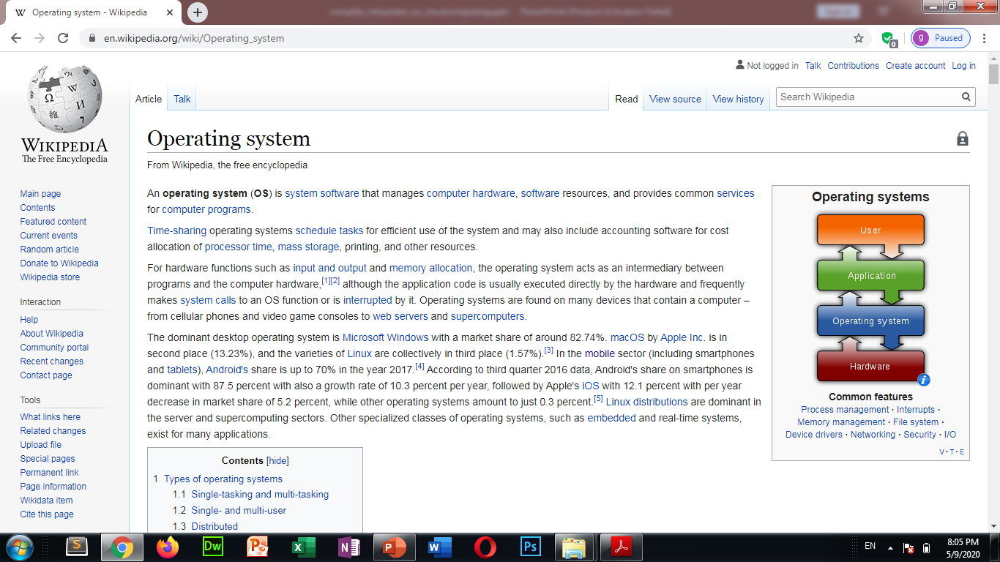 Operating system - Wikipedia
en.wikipedia.org/wiki/Operating_system
0
g Paused
Not logged in Talk Contributions Create account Log in
Article Talk Read View source View history Search Wikipedia
WIKIPEDIA
The Free Encyclopedia
Main page
Contents
Featured content
Current events
Random article
Donate to Wikipedia
Wikipedia store
Interaction
Help
About Wikipedia
Community portal
Recent changes
Contact page
Tools
What links here
Related changes
Upload file
Special pages
Permanent link
Page information
Wikidata item
Cite this page
Operating system
From Wikipedia, the free encyclopedia
An operating system (OS) is system software that manages computer hardware, software resources, and provides common services
for computer programs.
Time-sharing operating systems schedule tasks for efficient use of the system and may also include accounting software for cost
allocation of processor time, mass storage, printing, and other resources.
For hardware functions such as input and output and memory allocation, the operating system acts as an intermediary between
programs and the computer hardware,[1][2] although the application code is usually executed directly by the hardware and frequently
makes system calls to an OS function or is interrupted by it. Operating systems are found on many devices that contain a computer –
from cellular phones and video game consoles to web servers and supercomputers.
The dominant desktop operating system is Microsoft Windows with a market share of around 82.74%. macOS by Apple Inc. is in
second place (13.23%), and the varieties of Linux are collectively in third place (1.57%).[3] In the mobile sector (including smartphones
and tablets), Android's share is up to 70% in the year 2017.[4] According to third quarter 2016 data, Android's share on smartphones is
dominant with 87.5 percent with also a growth rate of 10.3 percent per year, followed by Apple's iOS with 12.1 percent with per year
decrease in market share of 5.2 percent, while other operating systems amount to just 0.3 percent.[5] Linux distributions are dominant in
the server and supercomputing sectors. Other specialized classes of operating systems, such as embedded and real-time systems,
exist for many applications.
Contents [hide]
1 Types of operating systems
1.1 Single-tasking and multi-tasking
1.2 Single- and multi-user
1.3 Distributed
Operating systems
User
Application
Operating system
Hardware
Common features
Process management · Interrupts ·
Memory management · File system ·
Device drivers · Networking · Security · I/O
V · T · E
EN
8:05 PM
5/9/2020